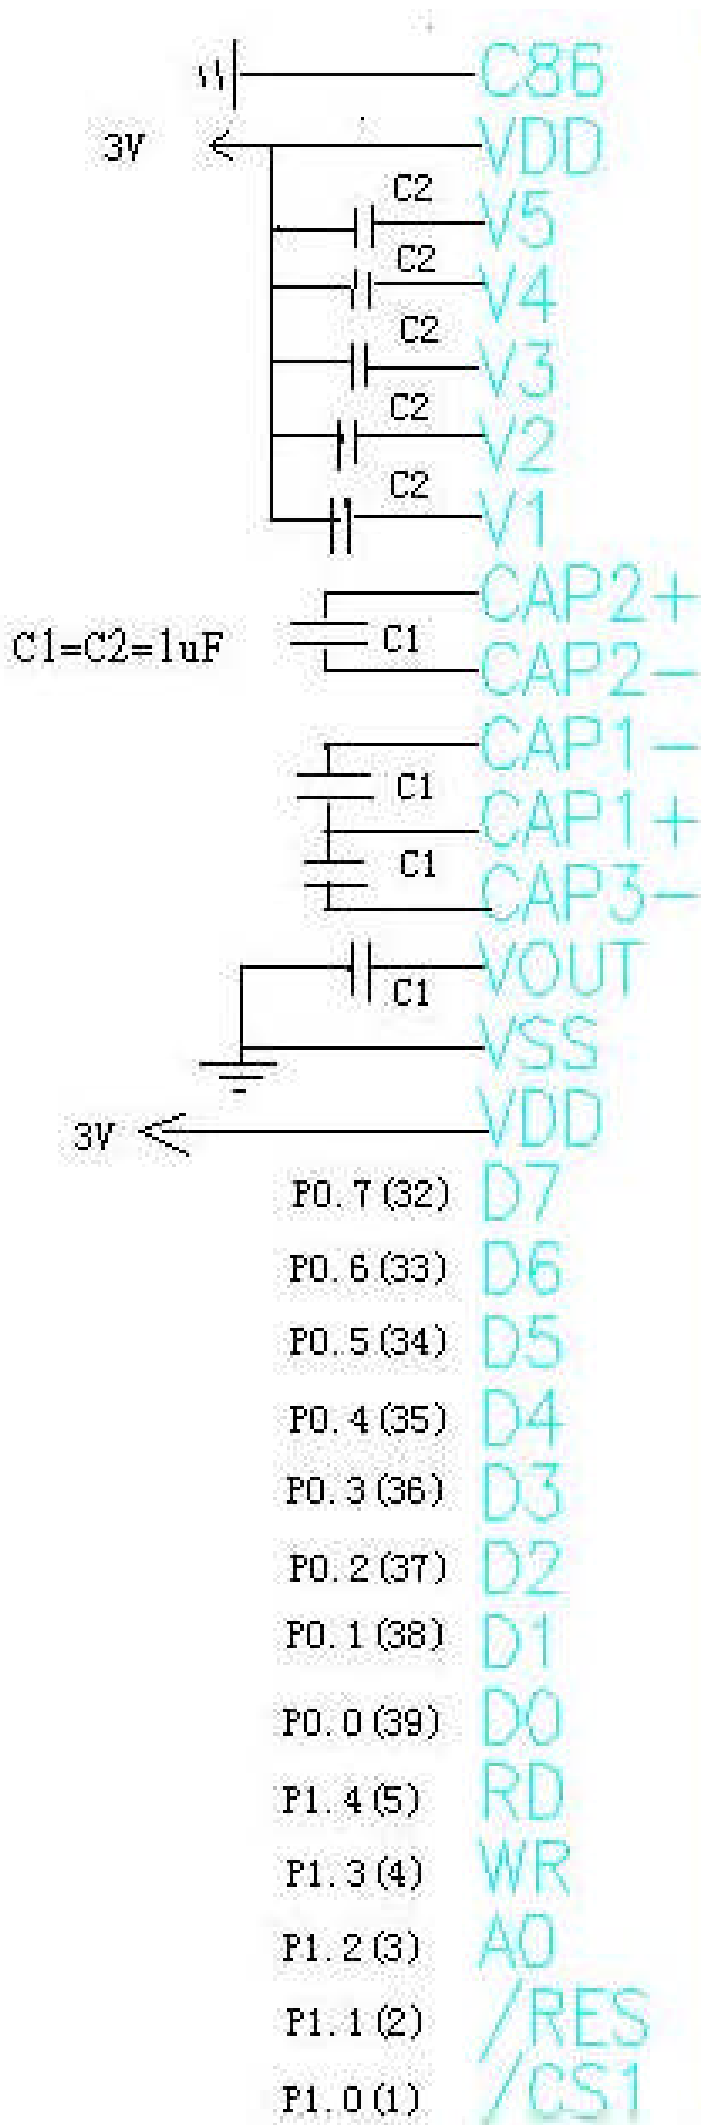 C86
3V VDD
C2
V5
C2
V4
C2
V3
C2
V2
C2
V1
CAP2+
C1=C2=1uF C1
CAP2-
CAP1-
C1
CAP1+
C1
CAP3-
VOUT
C1
VSS
3V VDD
P0.7(32) D7
P0.6(33) D6
P0.5(34) D5
P0.4(35) D4
P0.3(36) D3
P0.2(37) D2
P0.1(38) D1
P0.0(39) D0
P1.4(5) RD
P1.3(4) WR
P1.2(3) A0
P1.1(2) /RES
P1.0(1) /CS1